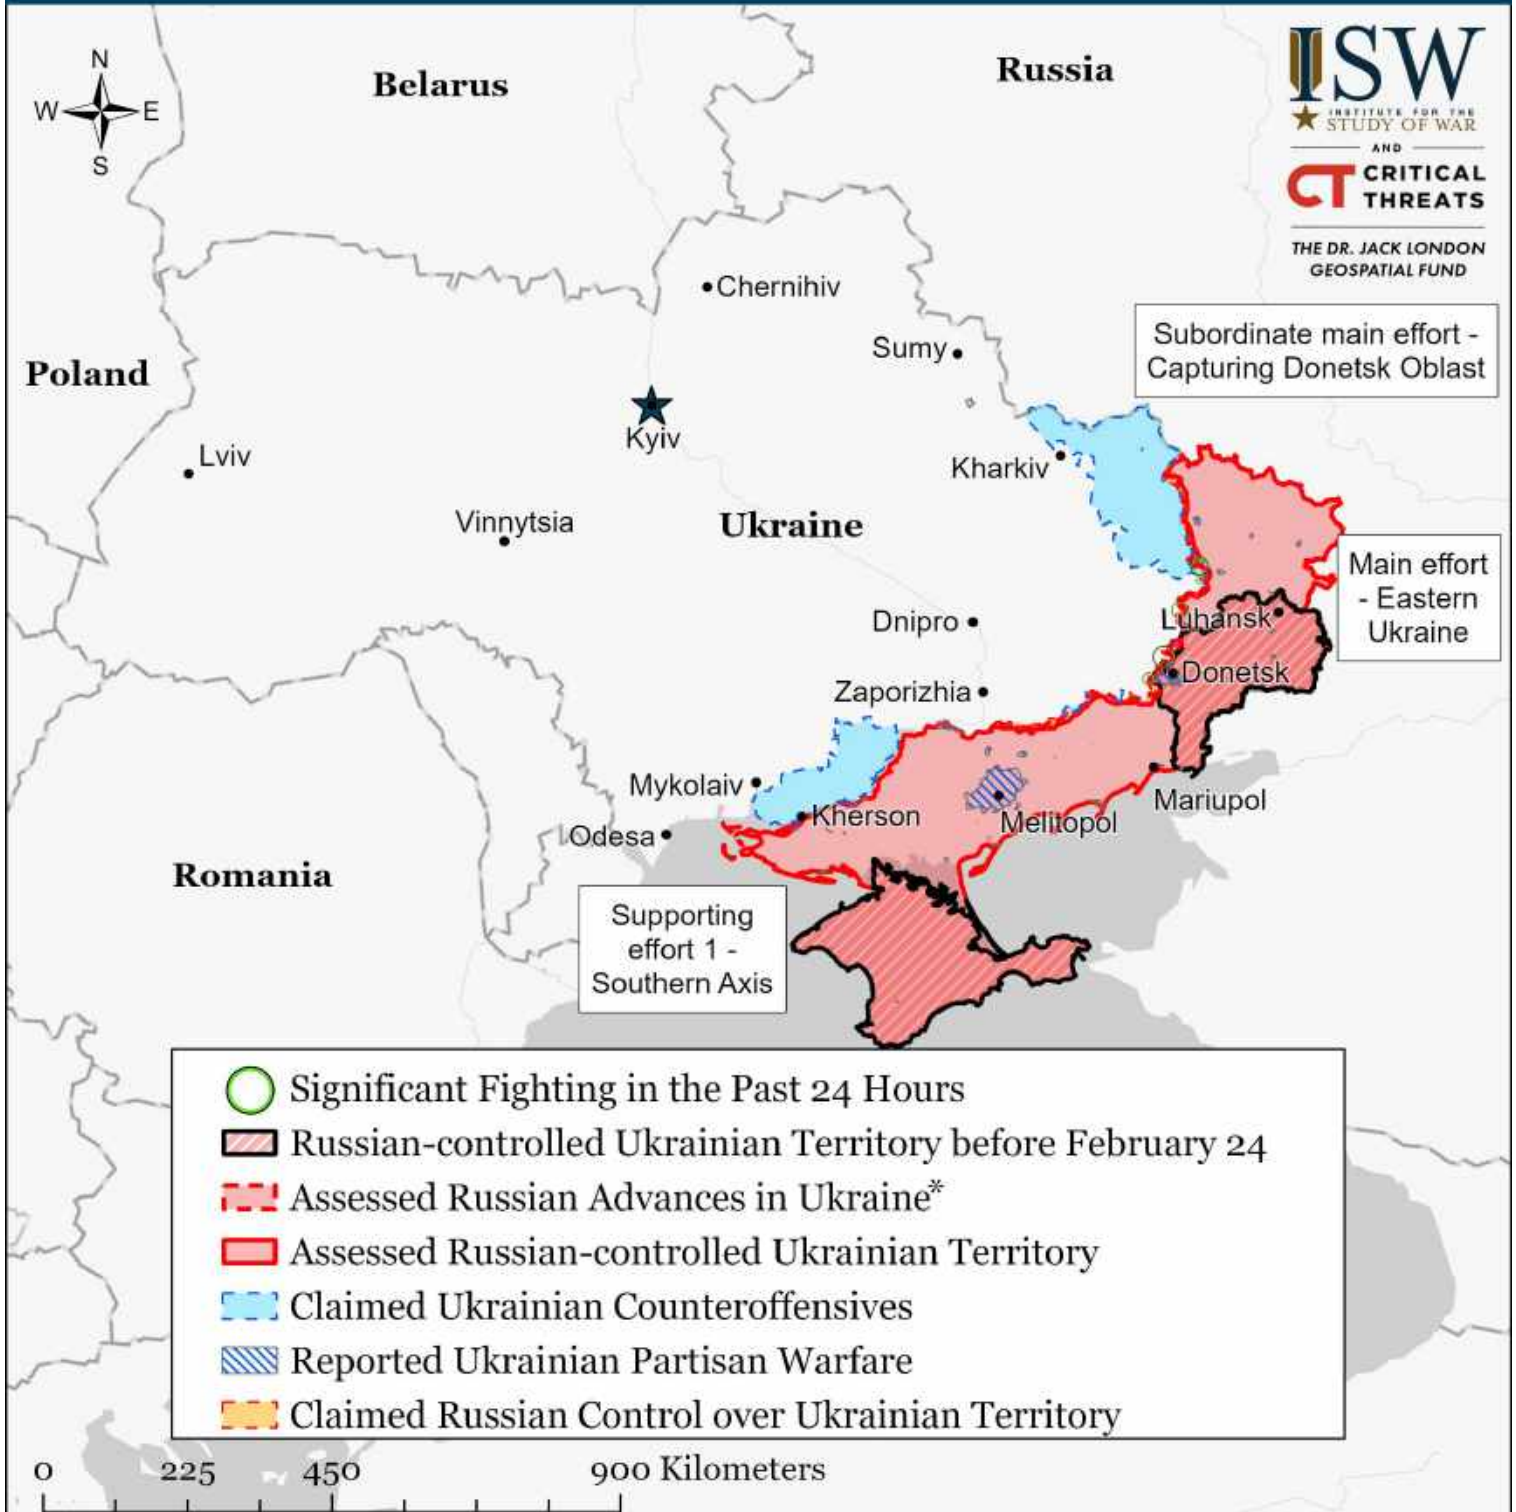 N
W E
S
Belarus
Russia
ISW
INSTITUTE FOR THE
STUDY OF WAR
AND
CT CRITICAL
THREATS
THE DR. JACK LONDON
GEOSPATIAL FUND
Chernihiv
Sumy
Subordinate main effort -
Capturing Donetsk Oblast
Poland
Kyiv
Lviv
Kharkiv
Vinnytsia
Ukraine
Main effort
- Eastern
Ukraine
Dnipro
Luhansk
Donetsk
Zaporizhia
Mykolaiv
Mariupol
Kherson
Melitopol
Odesa
Romania
Supporting
effort 1 -
Southern Axis
Significant Fighting in the Past 24 Hours
Russian-controlled Ukrainian Territory before February 24
Assessed Russian Advances in Ukraine*
Assessed Russian-controlled Ukrainian Territory
Claimed Ukrainian Counteroffensives
Reported Ukrainian Partisan Warfare
Claimed Russian Control over Ukrainian Territory
0 225 450 900 Kilometers